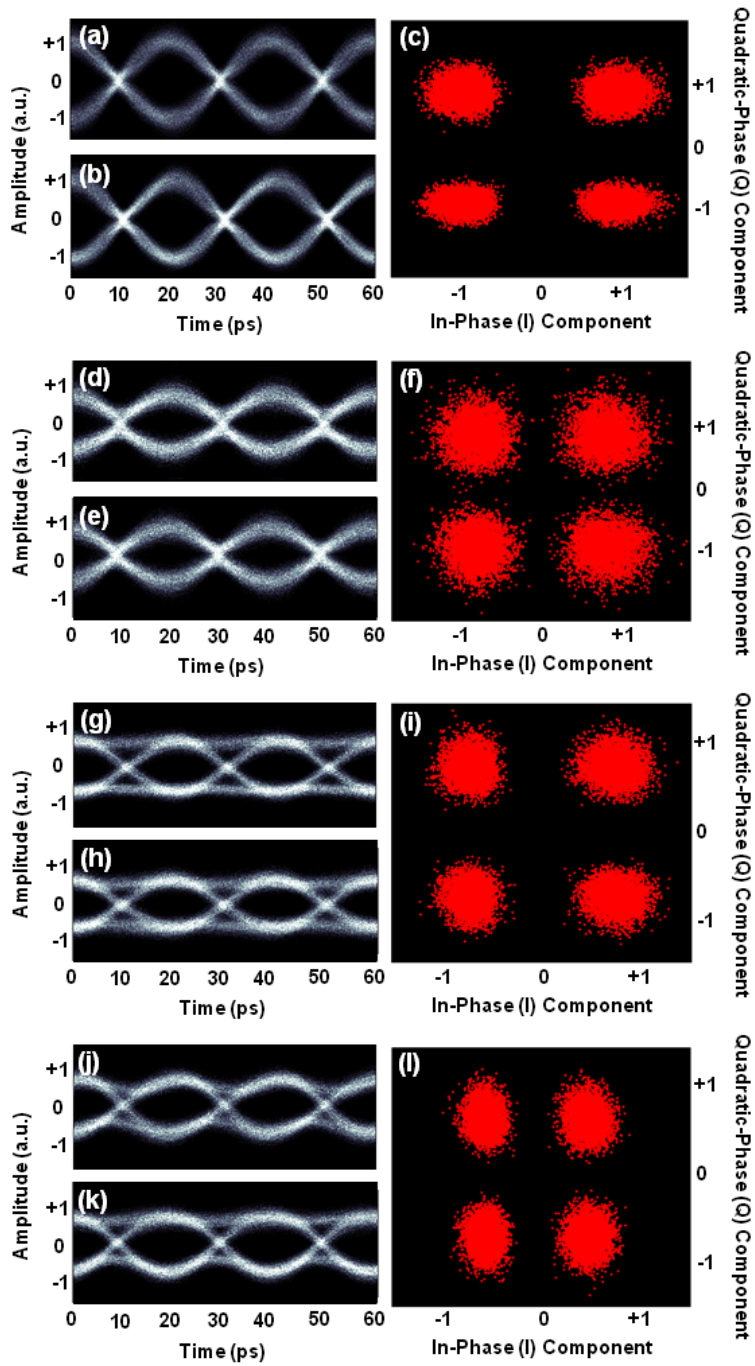 (a)
+1
0
-1
(b)
+1
0
-1
Amplitude (a.u.)
0 10 20 30 40 50 60
Time (ps)
(c)
+1
0
-1
Quadratic-Phase (Q) Component
-1 0 +1
In-Phase (I) Component
(d)
+1
0
-1
(e)
+1
0
-1
Amplitude (a.u.)
0 10 20 30 40 50 60
Time (ps)
(f)
+1
0
-1
Quadratic-Phase (Q) Component
-1 0 +1
In-Phase (I) Component
(g)
+1
0
-1
(h)
+1
0
-1
Amplitude (a.u.)
0 10 20 30 40 50 60
Time (ps)
(i)
+1
0
-1
Quadratic-Phase (Q) Component
-1 0 +1
In-Phase (I) Component
(j)
+1
0
-1
(k)
+1
0
-1
Amplitude (a.u.)
0 10 20 30 40 50 60
Time (ps)
(l)
+1
0
-1
Quadratic-Phase (Q) Component
-1 0 +1
In-Phase (I) Component